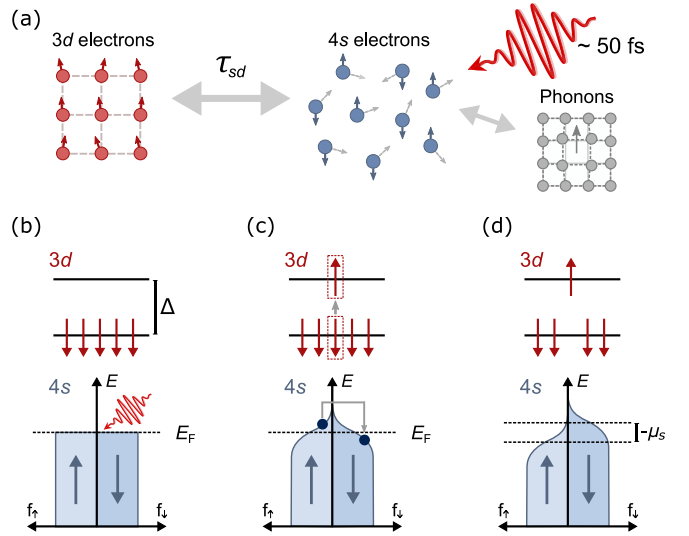 (a)
3d electrons
4s electrons
~ 50 fs
τsd
Phonons
(b)
(c)
(d)
3d
3d
3d
Δ
4s
E
4s
E
4s
E
EF
EF
-μs
f↑
f↓
f↑
f↓
f↑
f↓